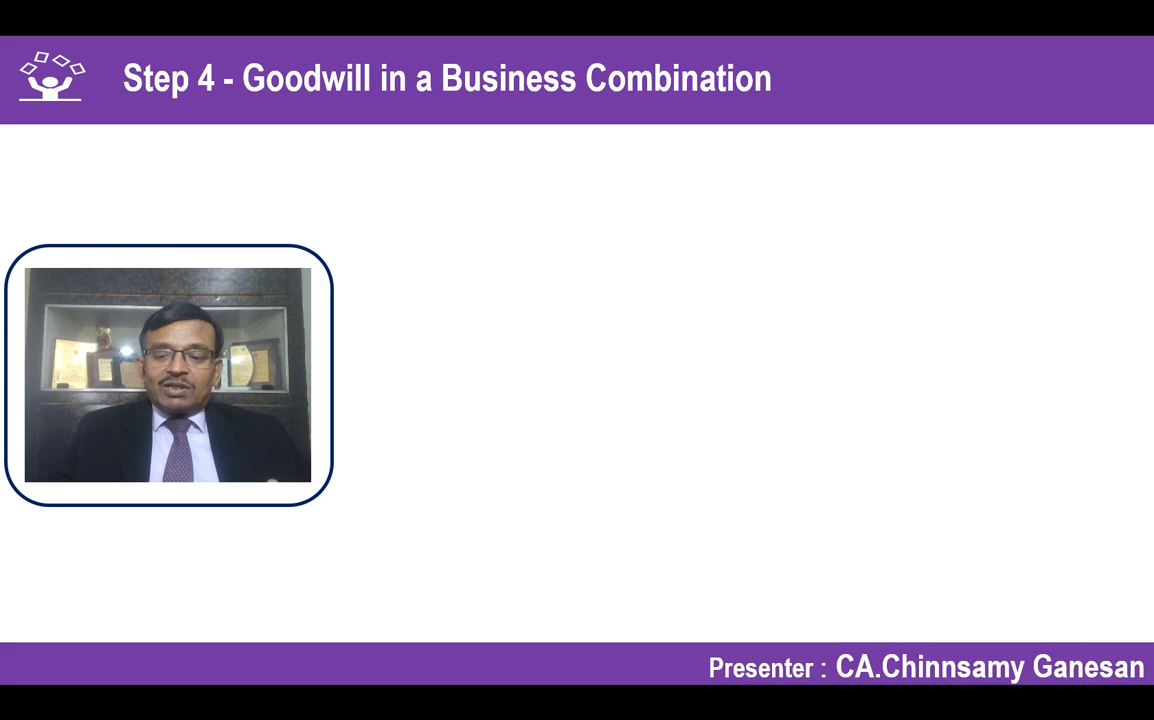 Step 4 - Goodwill in a Business Combination
Presenter : CA.Chinnsamy Ganesan